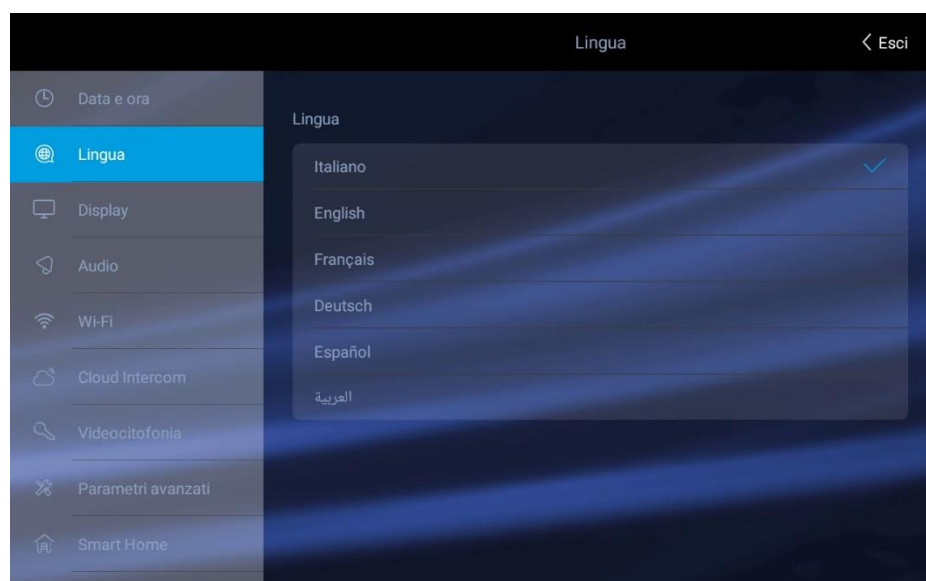 Lingua
Esci
Data e ora
Lingua
Display
Audio
Wi-Fi
Cloud Intercom
Videocitofonia
Parametri avanzati
Smart Home
Lingua
Italiano
English
Français
Deutsch
Español
العربية